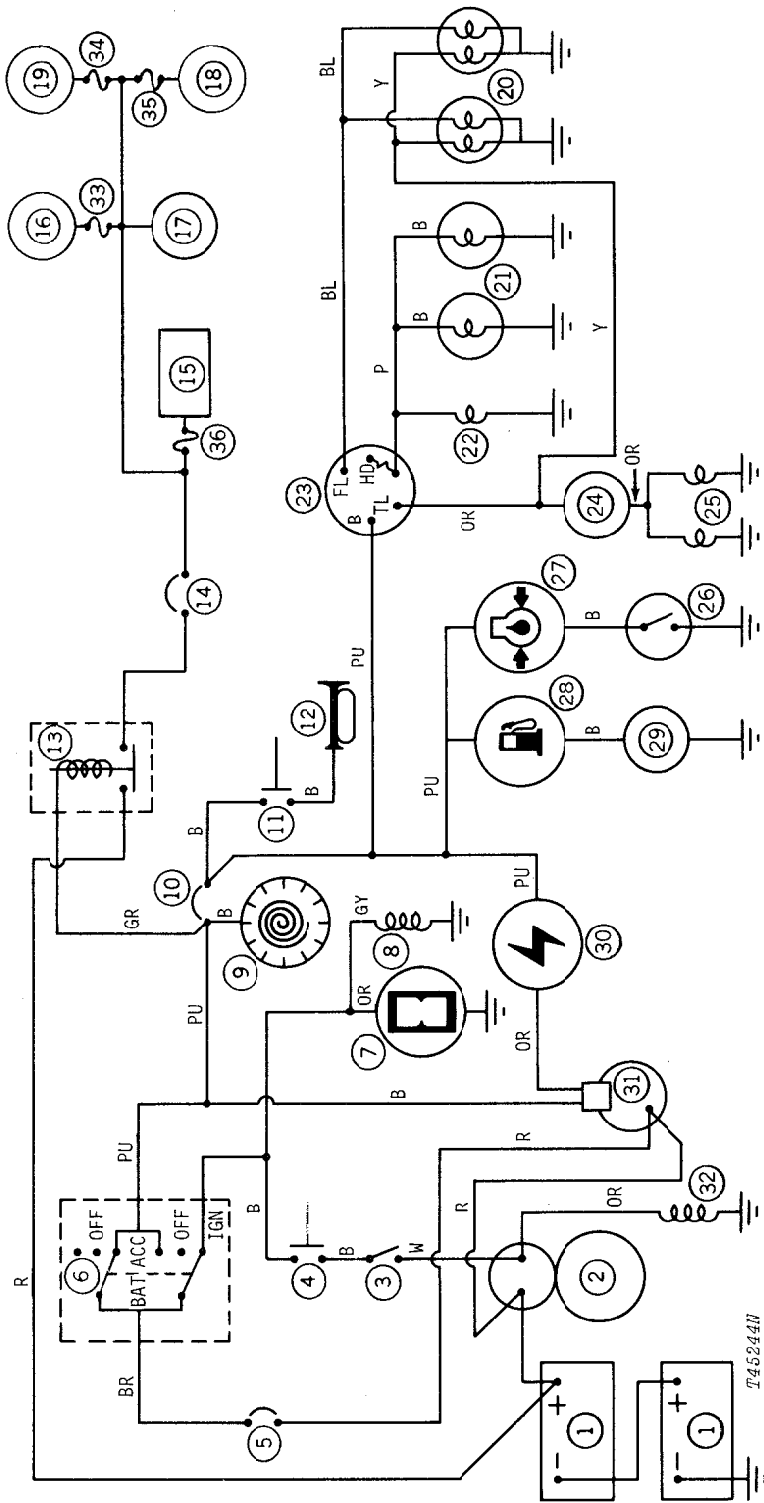 R
16
19
13
33
34
6
OFF
BR
BAT
ACC
PU
GR
35
14
15
10
OFF
PU
B
36
17
18
IGN
5
B
9
B
11
4
B
12
B
7
OR
GY
8
23
FL
BL
BL
3
B
PU
B
TL
HD
W
P
Y
R
B
PU
22
B
B
R
OR
OR
21
20
2
28
27
1
31
30
PU
24
B
B
Y
OR
OR
32
29
26
25
1
T45244N
+
-
+
-